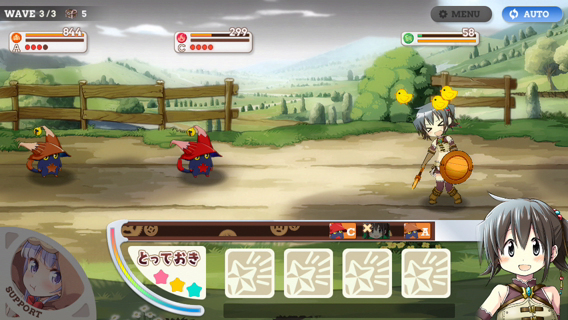 WAVE 3/3 5 MENU AUTO
844 299 58
A C
C A
とっておき
SUPPORT